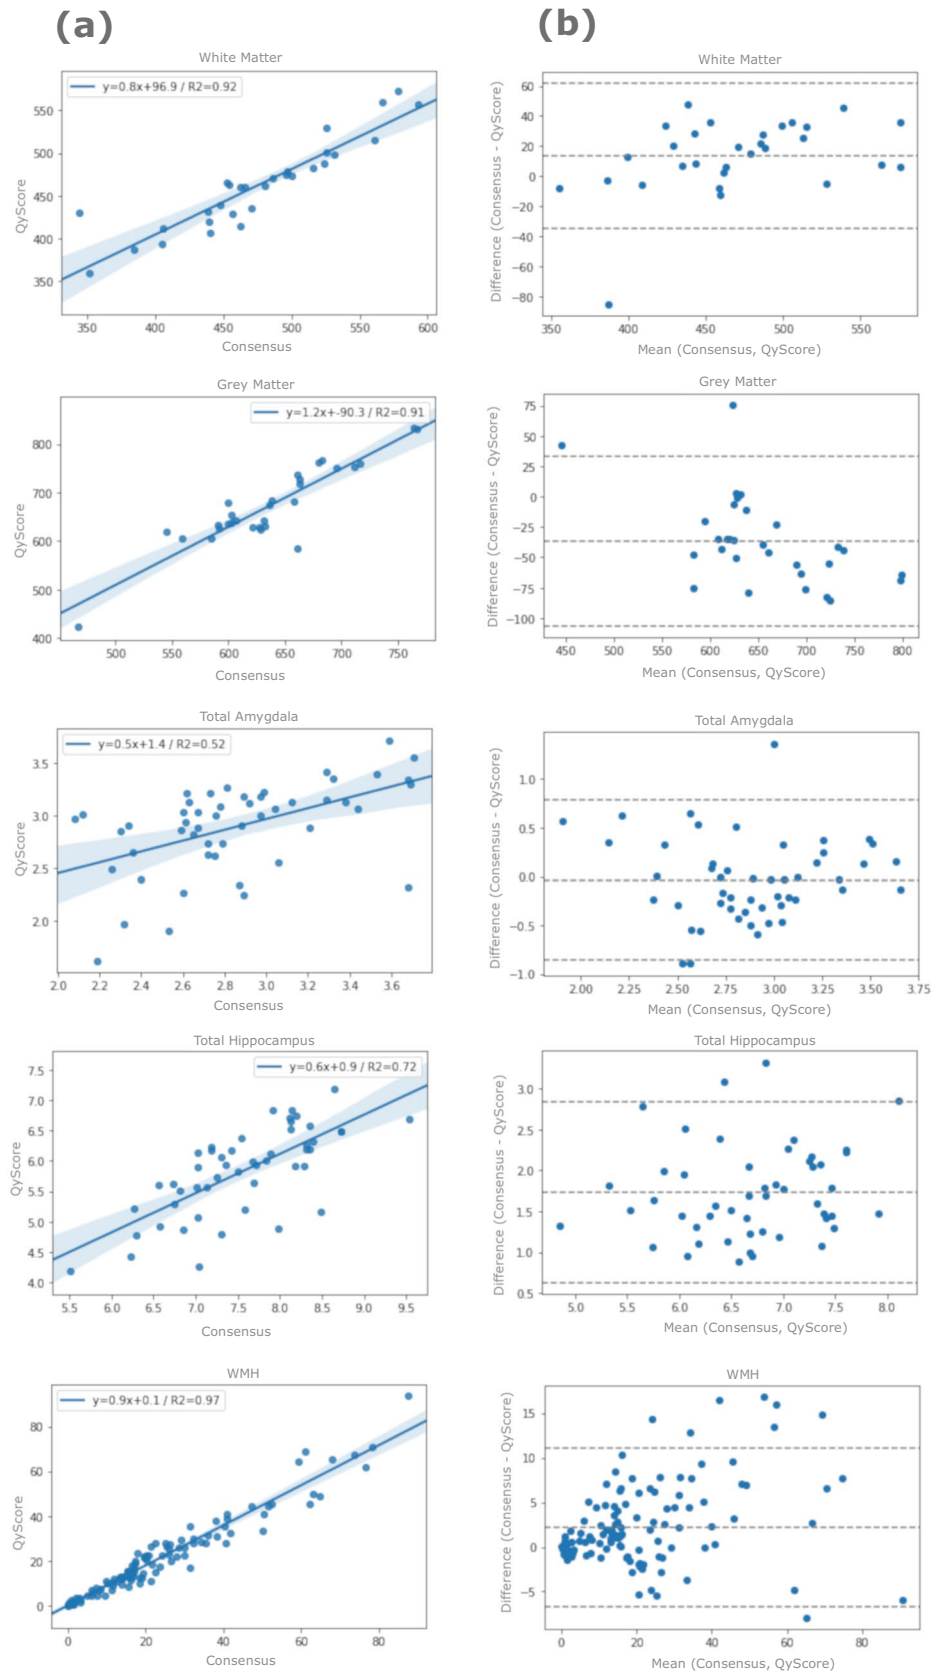 (a)
(b)
White Matter
y=0.8x+96.9 / R2=0.92
QyScore
550
500
450
400
350
350 400 450 500 550 600
Consensus
White Matter
Difference (Consensus - QyScore)
60
40
20
0
−20
−40
−60
−80
350 400 450 500 550
Mean (Consensus, QyScore)
Grey Matter
y=1.2x+-90.3 / R2=0.91
QyScore
800
700
600
500
400
500 550 600 650 700 750
Consensus
Grey Matter
Difference (Consensus - QyScore)
75
50
25
0
−25
−50
−75
−100
450 500 550 600 650 700 750 800
Mean (Consensus, QyScore)
Total Amygdala
y=0.5x+1.4 / R2=0.52
QyScore
3.5
3.0
2.5
2.0
2.0 2.2 2.4 2.6 2.8 3.0 3.2 3.4 3.6
Consensus
Total Amygdala
Difference (Consensus - QyScore)
1.0
0.5
0.0
−0.5
−1.0
2.00 2.25 2.50 2.75 3.00 3.25 3.50 3.75
Mean (Consensus, QyScore)
Total Hippocampus
y=0.6x+0.9 / R2=0.72
QyScore
7.5
7.0
6.5
6.0
5.5
5.0
4.5
4.0
5.5 6.0 6.5 7.0 7.5 8.0 8.5 9.0 9.5
Consensus
Total Hippocampus
Difference (Consensus - QyScore)
3.0
2.5
2.0
1.5
1.0
0.5
5.0 5.5 6.0 6.5 7.0 7.5 8.0
Mean (Consensus, QyScore)
WMH
y=0.9x+0.1 / R2=0.97
QyScore
80
60
40
20
0
0 20 40 60 80
Consensus
WMH
Difference (Consensus - QyScore)
15
10
5
0
−5
0 20 40 60 80
Mean (Consensus, QyScore)